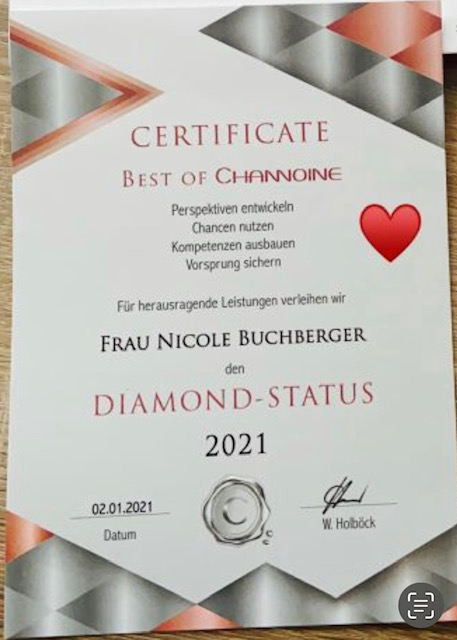 CERTIFICATE
BEST OF CHANNOINE
Perspektiven entwickeln
Chancen nutzen
Kompetenzen ausbauen
Vorsprung sichern
Für herausragende Leistungen verleihen wir
FRAU NICOLE BUCHBERGER
den
DIAMOND-STATUS
2021
02.01.2021
Datum
W. Holböck